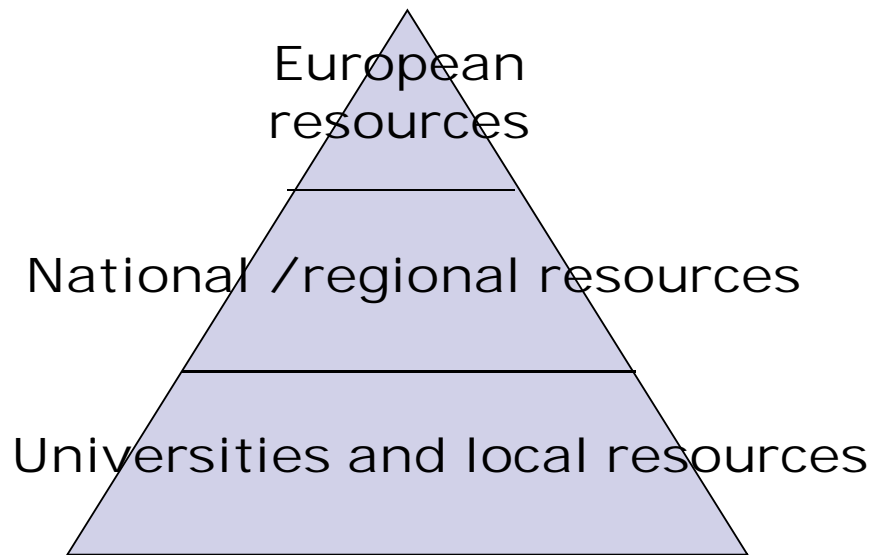 European
resources
National /regional resources
Universities and local resources